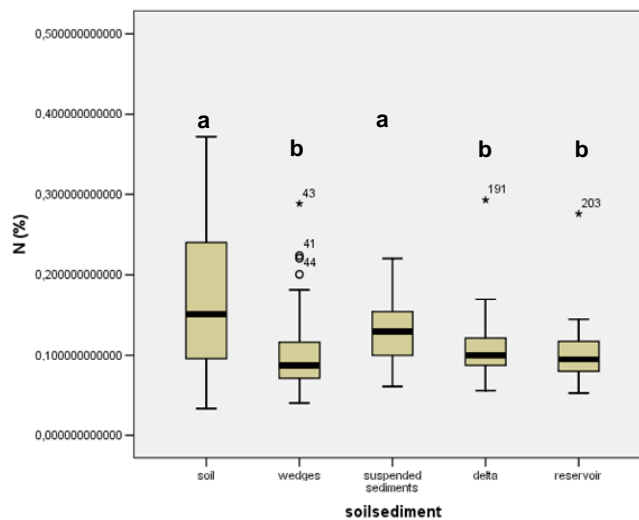 0,500000000000
0,400000000000
0,300000000000
0,200000000000
0,100000000000
0,000000000000
N (%)
a
b
a
b
b
43
41
44
191
203
soil
wedges
suspended
sediments
delta
reservoir
soilsediment